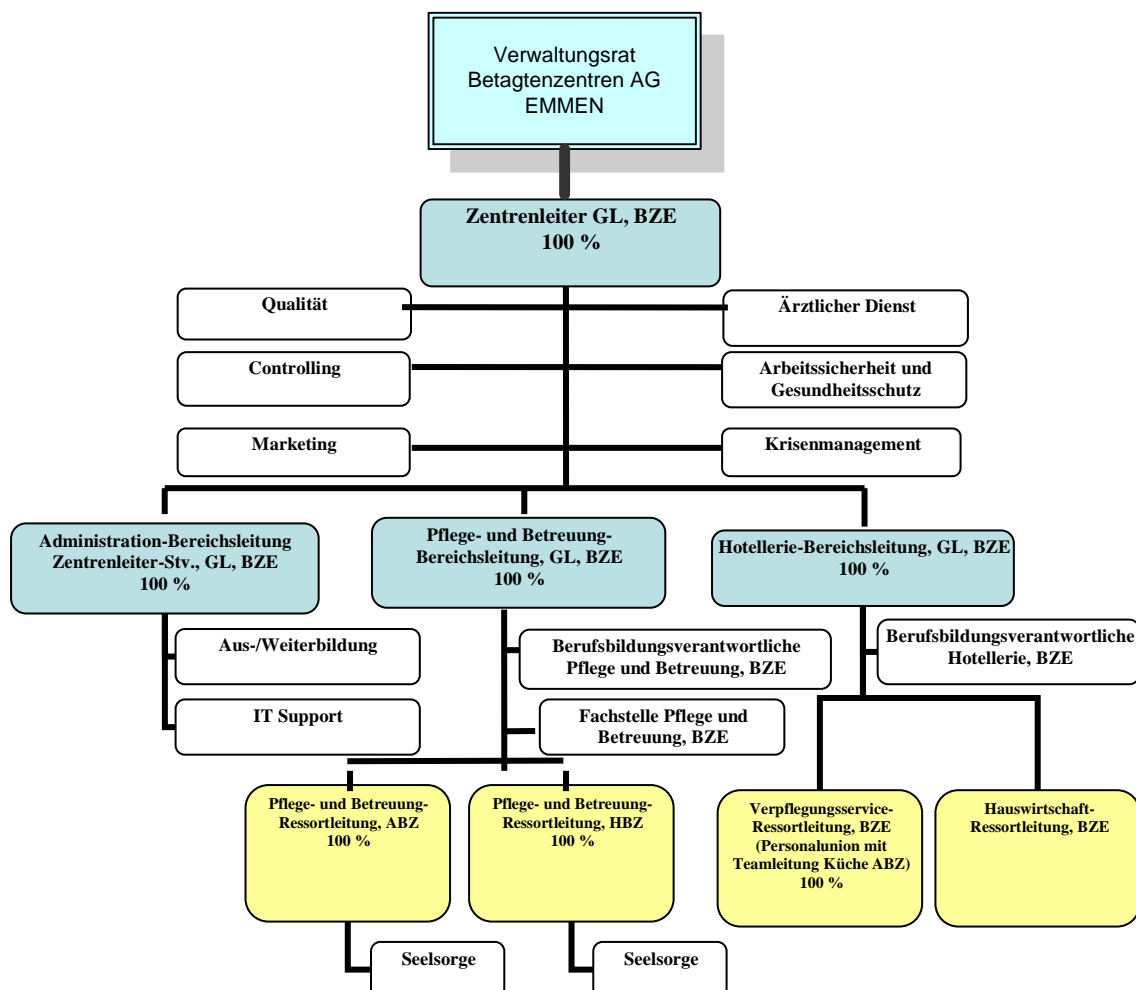 Verwaltungsrat
Betagtenzentren AG
EMMEN
Zentrenleiter GL, BZE
100 %
Qualität
Ärztlicher Dienst
Controlling
Arbeitssicherheit und
Gesundheitsschutz
Marketing
Krisenmanagement
Administration-Bereichsleitung
Zentrenleiter-Stv., GL, BZE
100 %
Pflege- und Betreuung-
Bereichsleitung, GL, BZE
100 %
Hotellerie-Bereichsleitung, GL, BZE
100 %
Aus-/Weiterbildung
IT Support
Berufsbildungsverantwortliche
Pflege und Betreuung, BZE
Fachstelle Pflege und
Betreuung, BZE
Berufsbildungsverantwortliche
Hotellerie, BZE
Pflege- und Betreuung-
Ressortleitung, ABZ
100 %
Pflege- und Betreuung-
Ressortleitung, HBZ
100 %
Verpflegungsservice-
Ressortleitung, BZE
(Personalunion mit
Teamleitung Küche ABZ)
100 %
Hauswirtschaft-
Ressortleitung, BZE
Seelsorge
Seelsorge